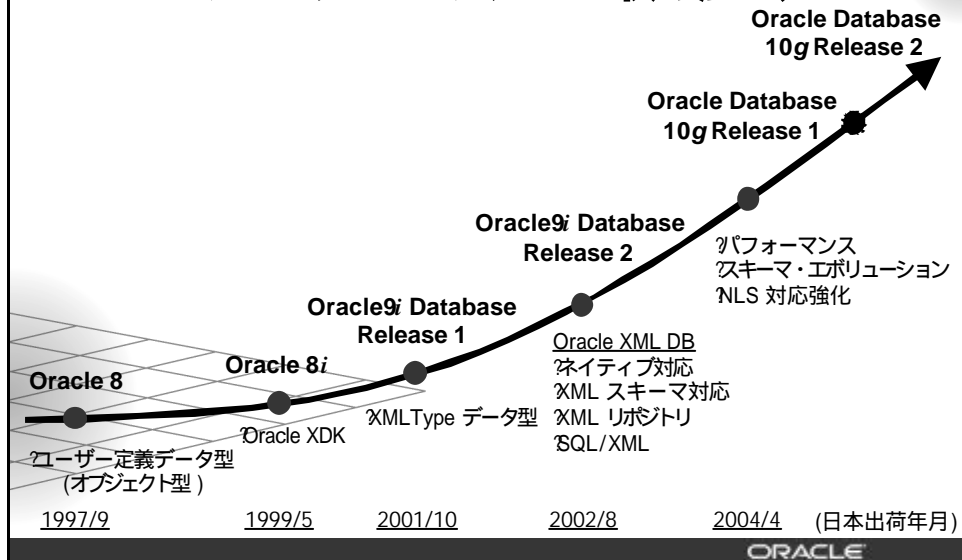 Oracle Database
10g Release 2
Oracle Database
10g Release 1
Oracle9i Database
Release 2
?パフォーマンス
?スキーマ・エボリューション
?NLS 対応強化
Oracle9i Database
Release 1
Oracle XML DB
?ネイティブ対応
?XML スキーマ対応
?XML リポジトリ
?SQL/XML
Oracle 8i
Oracle 8
?XMLType データ型
?Oracle XDK
?ユーザー定義データ型
(オブジェクト型 )
1997/9 1999/5 2001/10 2002/8 2004/4 (日本出荷年月)
ORACLE